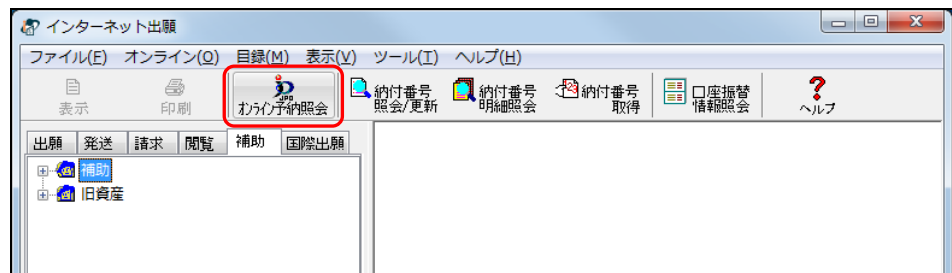 インターネット出願
ファイル(F) オンライン(O) 目録(M) 表示(V) ツール(T) ヘルプ(H)
表示
印刷
JPO
オンライン予納照会
納付番号
照会/更新
納付番号
明細照会
納付番号
取得
口座振替
情報照会
ヘルプ
出願 発送 請求 閲覧 補助 国際出願
補助
旧資産